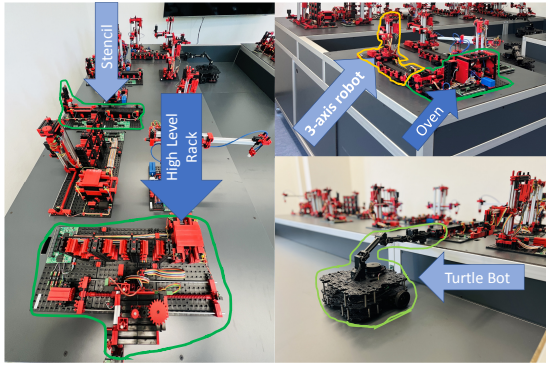 Stencil
High Level
Rack
3-axis robot
Oven
Turtle Bot